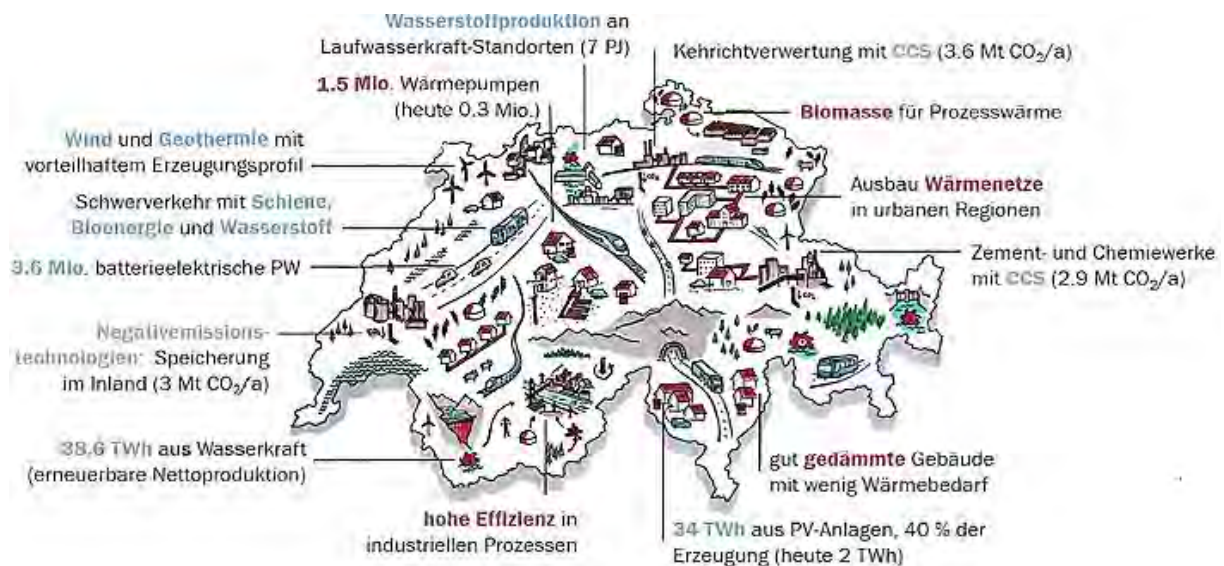 Wasserstoffproduktion an
Laufwasserkraft-Standorten (7 PJ)
Kehrichtverwertung mit CCS (3.6 Mt CO₂/a)
1.5 Mio. Wärmepumpen
(heute 0.3 Mio.)
Biomasse für Prozesswärme
Wind und Geothermie mit
vorteilhaftem Erzeugungsprofil
Ausbau Wärmenetze
in urbanen Regionen
Schwerverkehr mit Schiene,
Bioenergie und Wasserstoff
3.6 Mio. batterieelektrische PW
Zement- und Chemiewerke
mit CCS (2.9 Mt CO₂/a)
Negativemissions-
technologien: Speicherung
im Inland (3 Mt CO₂/a)
38.6 TWh aus Wasserkraft
(erneuerbare Nettoproduktion)
gut gedämmte Gebäude
mit wenig Wärmebedarf
hohe Effizienz in
industriellen Prozessen
34 TWh aus PV-Anlagen, 40 % der
Erzeugung (heute 2 TWh)